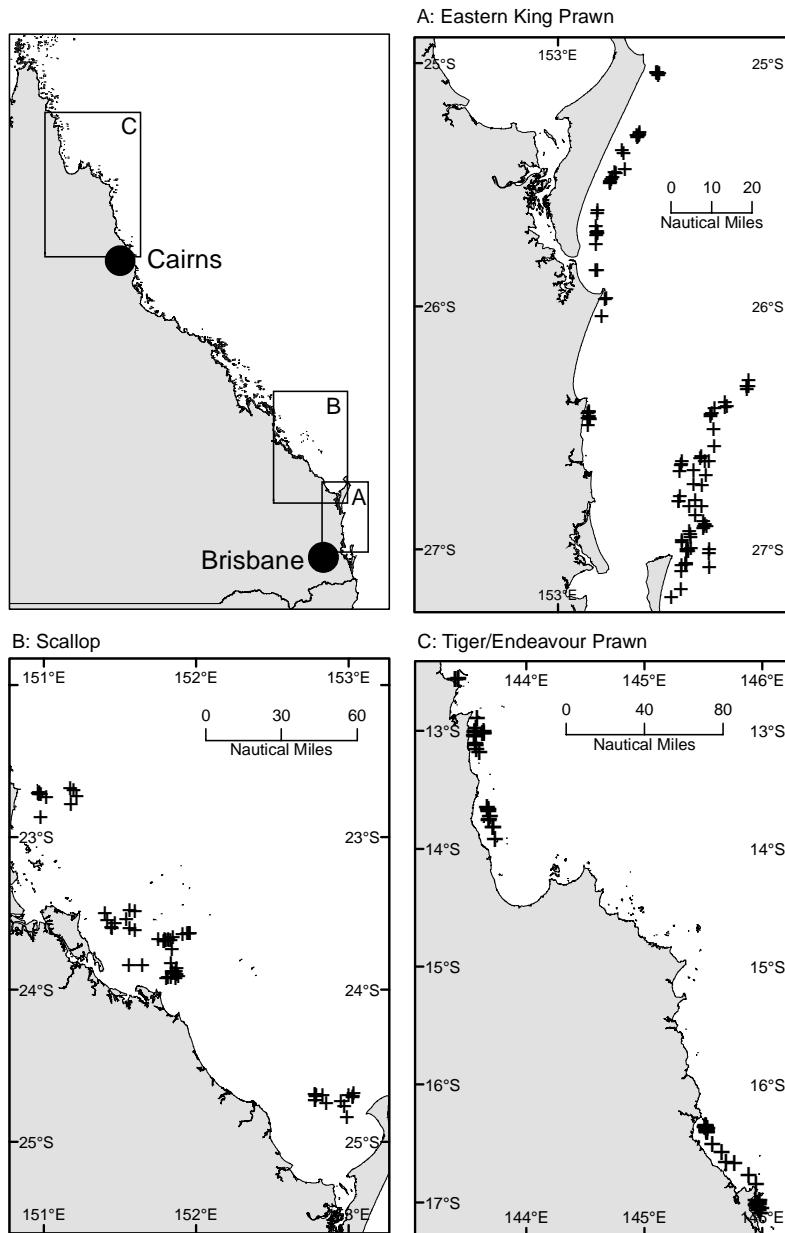 A: Eastern King Prawn
C
Cairns
B
A
Brisbane
153°E
25°S
25°S
0 10 20
Nautical Miles
26°S
26°S
27°S
27°S
153°E
B: Scallop
151°E
152°E
153°E
0 30 60
Nautical Miles
23°S
23°S
24°S
24°S
25°S
25°S
151°E
152°E
3°E
C: Tiger/Endeavour Prawn
144°E
145°E
146°E
0 40 80
Nautical Miles
13°S
13°S
14°S
14°S
15°S
15°S
16°S
16°S
17°S
17°S
144°E
145°E